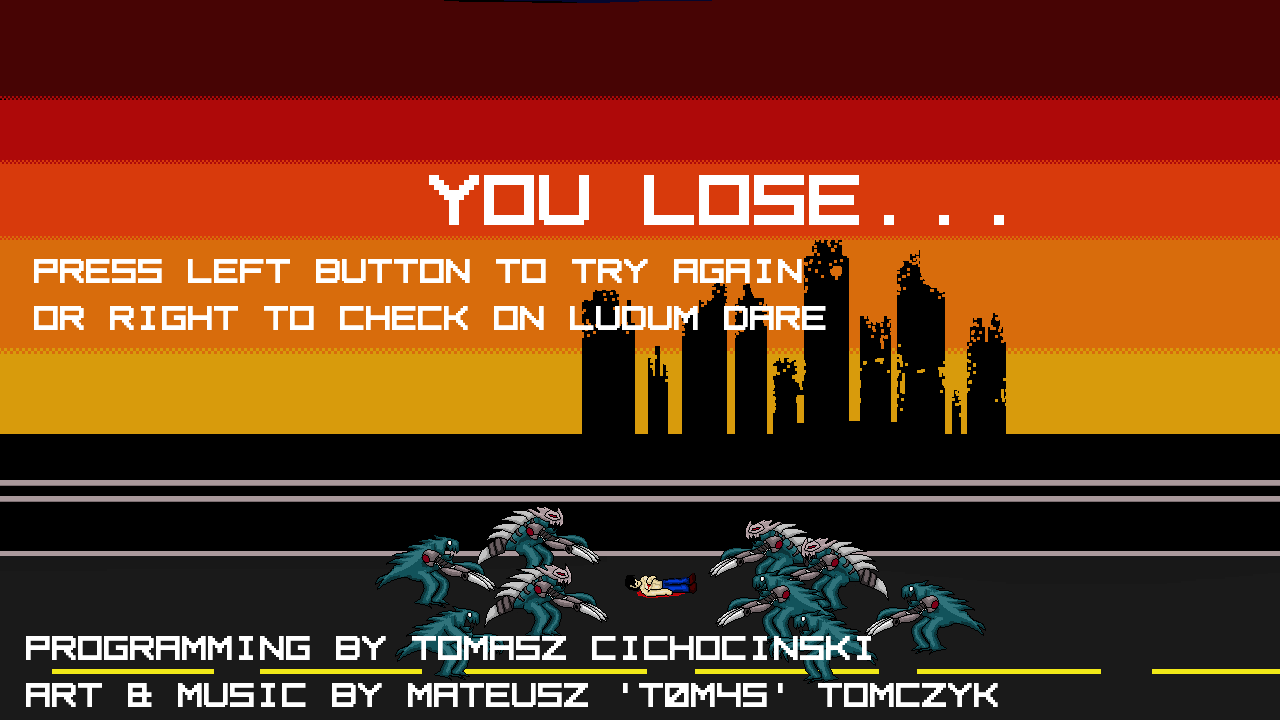 YOU LOSE...
PRESS LEFT BUTTON TO TRY AGAIN
OR RIGHT TO CHECK ON LUDUM DARE
PROGRAMMING BY TOMASZ CICHOCINSKI
ART & MUSIC BY MATEUSZ 'TØM45' TOMCZYK